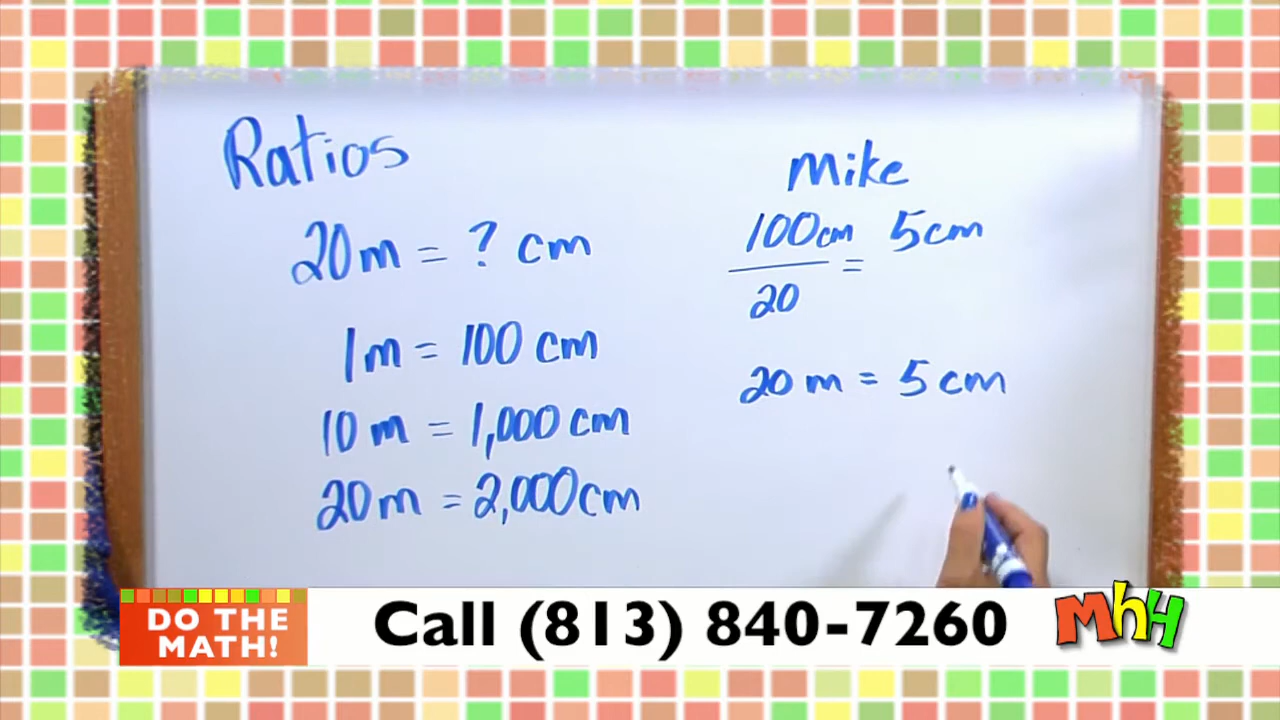 Ratios
20m = ? cm
1m = 100 cm
10 m = 1,000 cm
20m = 2,000cm
Mike
100cm
20
= 5cm
20 m = 5 cm
DO THE
MATH!
Call (813) 840-7260
Mh4